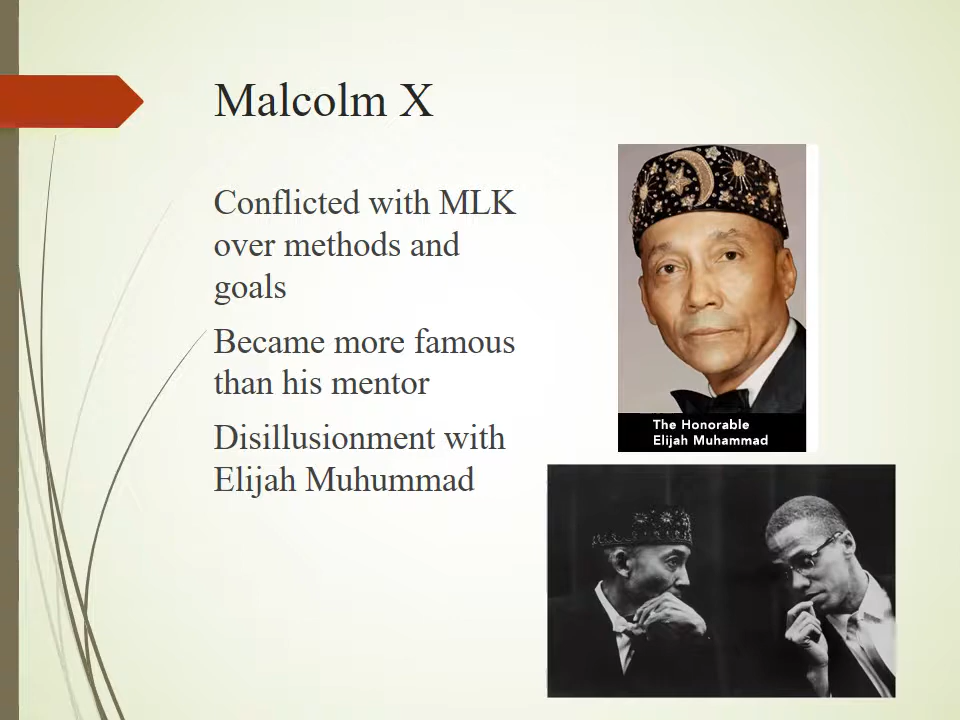 Malcolm X
Conflicted with MLK
over methods and
goals
Became more famous
than his mentor
Disillusionment with
Elijah Muhummad
The Honorable
Elijah Muhammad